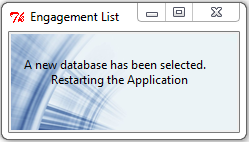 Engagement List
A new database has been selected.
Restarting the Application